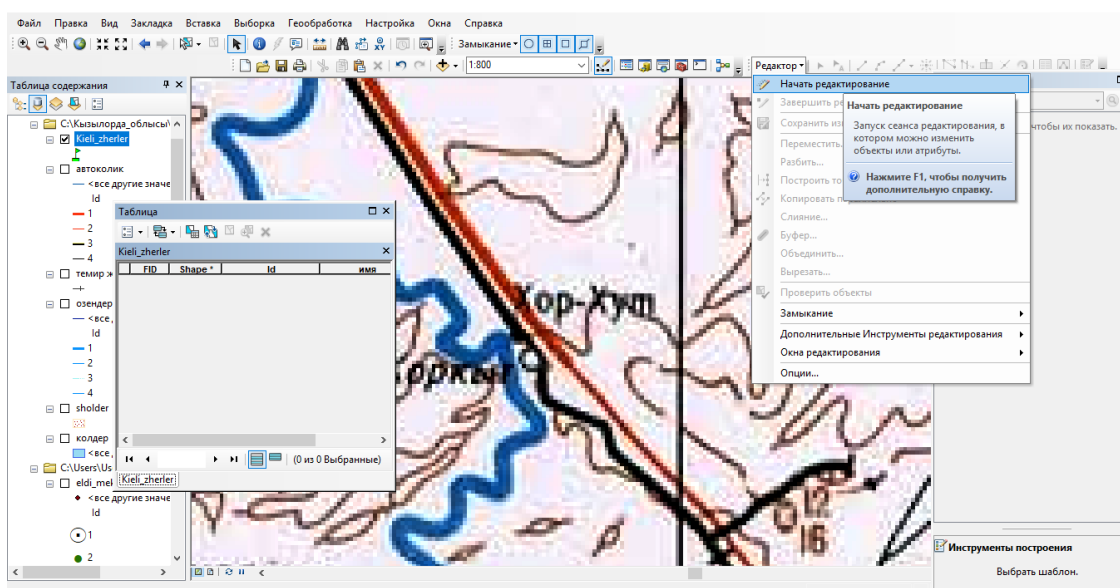 Файл Правка Вид Закладка Вставка Выборка Геообработка Настройка Окна Справка
Замыкание
1:800
Редактор
Таблица содержания
C:\Кызылорда_облысы\
Kieli_zherler
автоколик
<все другие значе
Id
1
2
3
4
темир ж
озендер
<все,
Id
1
2
3
4
sholder
колдер
<все,
C:\Users\Us
eldi_mel
<все другие значе
Id
1
2
Таблица
Kieli_zherler
FID Shape * Id имя
(0 из 0 Выбранные)
Kieli_zherler
Хор-Хут
12
16
Начать редактирование
Завершить ре
Сохранить из
Переместить.
Разбить...
Построить то
Копировать п
Слияние...
Буфер...
Объединить...
Вырезать...
Проверить объекты
Замыкание
Дополнительные Инструменты редактирования
Окна редактирования
Опции...
Начать редактирование
Запуск сеанса редактирования, в
котором можно изменить
объекты или атрибуты.
Нажмите F1, чтобы получить
дополнительную справку.
чтобы их показать.
Инструменты построения
Выбрать шаблон.